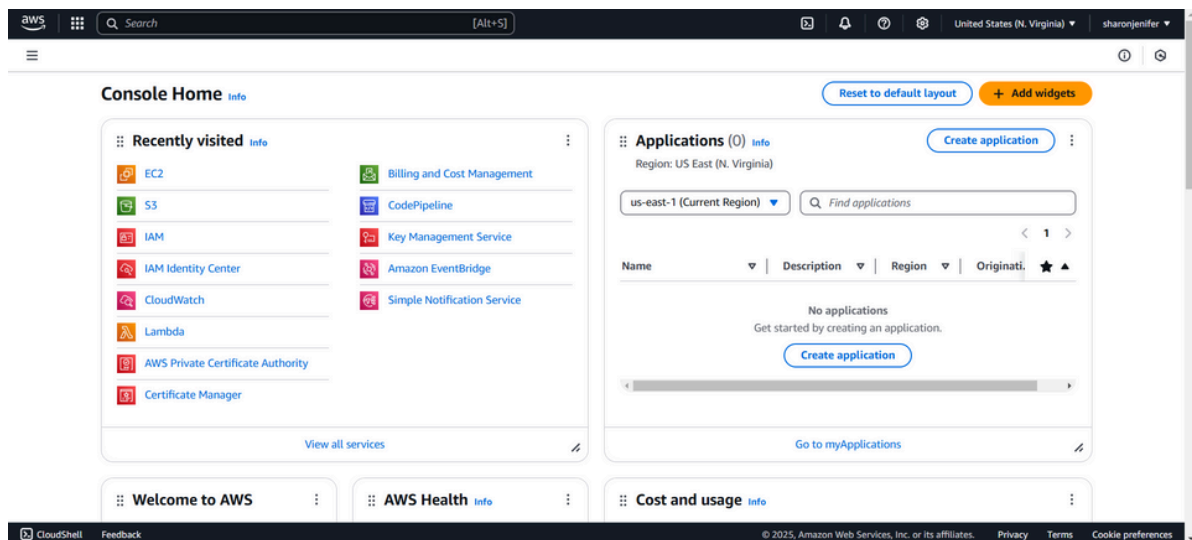 aws
Search [Alt+S]
United States (N. Virginia) ▼
sharonjenifer ▼
Console Home Info
Reset to default layout
+ Add widgets
Recently visited Info
EC2
S3
IAM
IAM Identity Center
CloudWatch
Lambda
AWS Private Certificate Authority
Certificate Manager
Billing and Cost Management
CodePipeline
Key Management Service
Amazon EventBridge
Simple Notification Service
View all services
Applications (0) Info
Create application
Region: US East (N. Virginia)
us-east-1 (Current Region) ▼
Find applications
< 1 >
Name Description Region Originati.
No applications
Get started by creating an application.
Create application
Go to myApplications
Welcome to AWS
AWS Health Info
Cost and usage Info
CloudShell Feedback
© 2025, Amazon Web Services, Inc. or its affiliates. Privacy Terms Cookie preferences